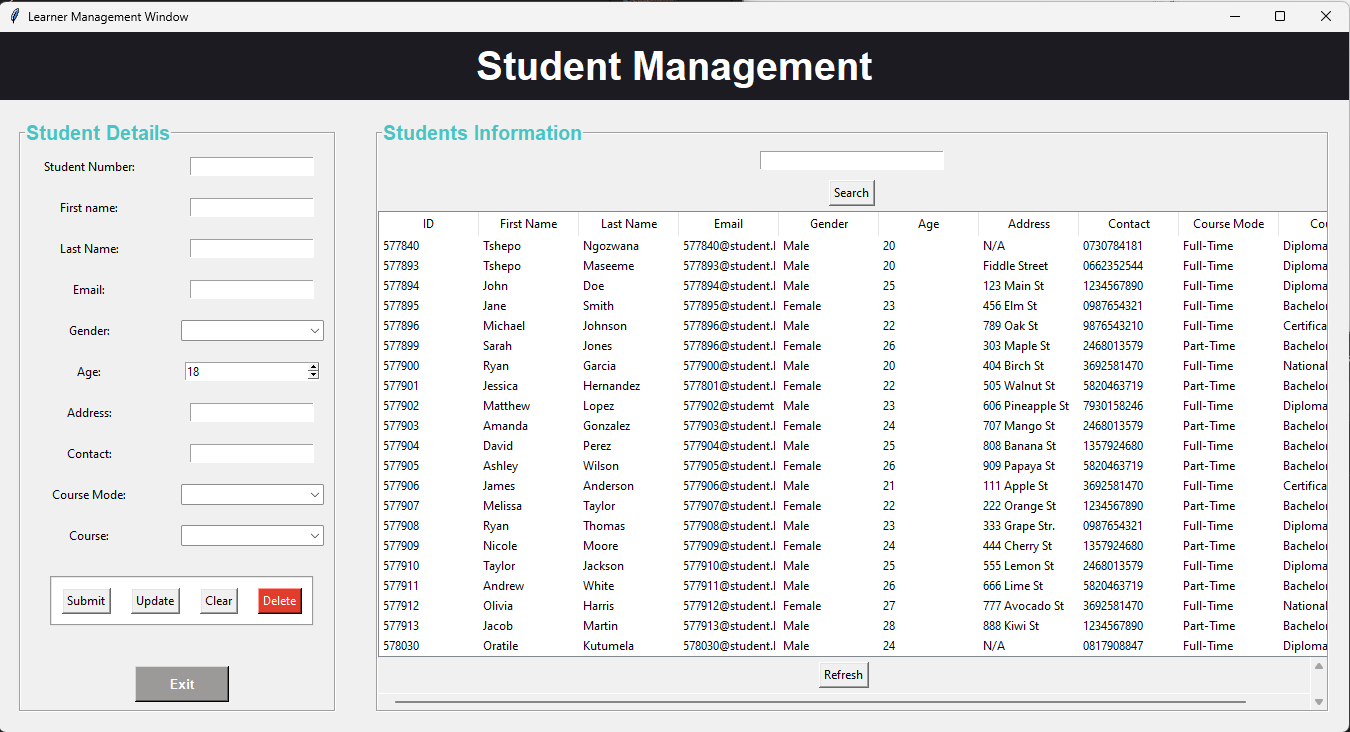 Learner Management Window
Student Management
Student Details
Student Number:
First name:
Last Name:
Email:
Gender:
Age: 18
Address:
Contact:
Course Mode:
Course:
Submit Update Clear Delete
Exit
Students Information
Search
ID First Name Last Name Email Gender Age Address Contact Course Mode Cou
577840 Tshepo Ngozwana 577840@student.l Male 20 N/A 0730784181 Full-Time Diploma
577893 Tshepo Maseeme 577893@student.l Male 20 Fiddle Street 0662352544 Full-Time Diploma
577894 John Doe 577894@student.l Male 25 123 Main St 1234567890 Full-Time Diploma
577895 Jane Smith 577895@student.l Female 23 456 Elm St 0987654321 Full-Time Bachelor
577896 Michael Johnson 577896@student.l Male 22 789 Oak St 9876543210 Full-Time Certifica
577899 Sarah Jones 577896@student.l Female 26 303 Maple St 2468013579 Part-Time Bachelor
577900 Ryan Garcia 577900@student.l Male 20 404 Birch St 3692581470 Full-Time National
577901 Jessica Hernandez 577801@student.l Female 22 505 Walnut St 5820463719 Part-Time Bachelor
577902 Matthew Lopez 577902@studemt Male 23 606 Pineapple St 7930158246 Full-Time Diploma
577903 Amanda Gonzalez 577903@student.l Female 24 707 Mango St 2468013579 Part-Time Bachelor
577904 David Perez 577904@student.l Male 25 808 Banana St 1357924680 Full-Time Bachelor
577905 Ashley Wilson 577905@student.l Female 26 909 Papaya St 5820463719 Part-Time Bachelor
577906 James Anderson 577906@student.l Male 21 111 Apple St 3692581470 Full-Time Certifica
577907 Melissa Taylor 577907@student.l Female 22 222 Orange St 1234567890 Part-Time Bachelor
577908 Ryan Thomas 577908@student.l Male 23 333 Grape Str. 0987654321 Full-Time Diploma
577909 Nicole Moore 577909@student.l Female 24 444 Cherry St 1357924680 Part-Time Bachelor
577910 Taylor Jackson 577910@student.l Male 25 555 Lemon St 2468013579 Full-Time Diploma
577911 Andrew White 577911@student.l Male 26 666 Lime St 5820463719 Part-Time Bachelor
577912 Olivia Harris 577912@student.l Female 27 777 Avocado St 3692581470 Full-Time National
577913 Jacob Martin 577913@student.l Male 28 888 Kiwi St 1234567890 Part-Time Bachelor
578030 Oratile Kutumela 578030@student.l Male 24 N/A 0817908847 Full-Time Diploma
Refresh